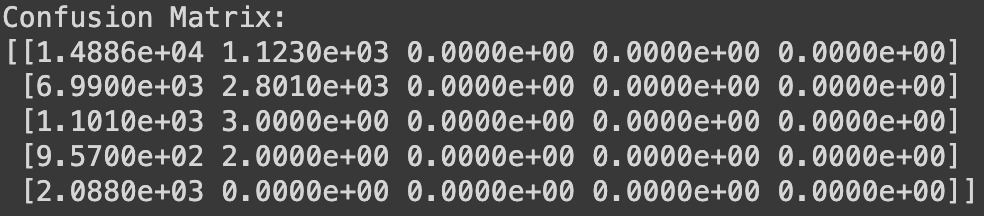 Confusion Matrix:
[[1.4886e+04 1.1230e+03 0.0000e+00 0.0000e+00 0.0000e+00]
[6.9900e+03 2.8010e+03 0.0000e+00 0.0000e+00 0.0000e+00]
[1.1010e+03 3.0000e+00 0.0000e+00 0.0000e+00 0.0000e+00]
[9.5700e+02 2.0000e+00 0.0000e+00 0.0000e+00 0.0000e+00]
[2.0880e+03 0.0000e+00 0.0000e+00 0.0000e+00 0.0000e+00]]